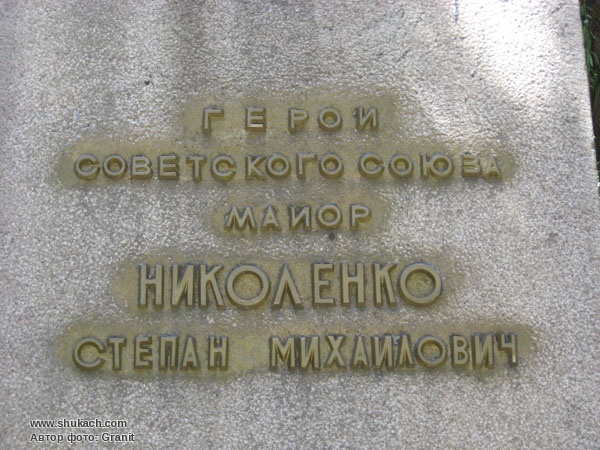 ГЕРОЙ
СОВЕТСКОГО СОЮЗА
МАЙОР
НИКОЛЕНКО
СТЕПАН МИХАЙЛОВИЧ
www.shukach.com
Автор фото: Granit